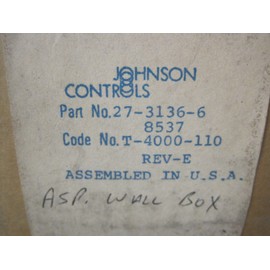 JOHNSON
CONTROLS
Part No.27-3136-6
8537
Code No.T-4000-110
REV-E
ASSEMBLED IN U.S.A.
ASP. WALL BOX